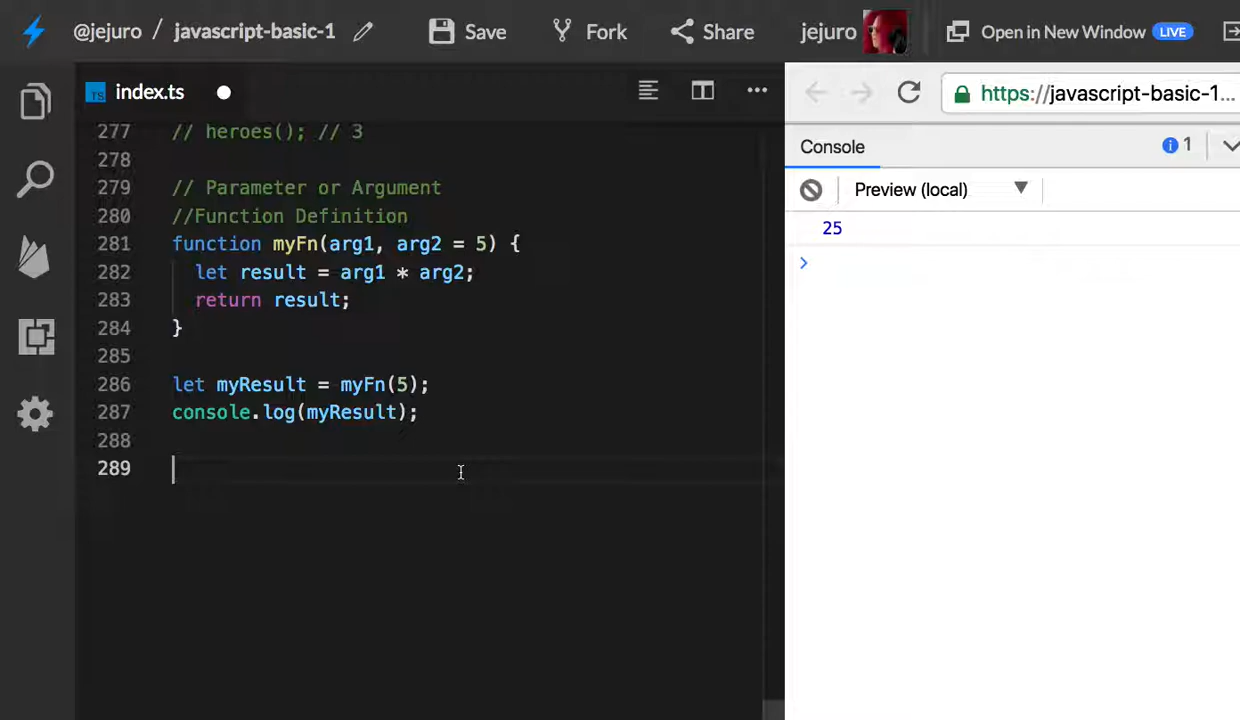 @jejuro / javascript-basic-1 Save Fork Share jejuro Open in New Window LIVE
TS index.ts
https://javascript-basic-1...
277 // heroes(); // 3
278
279 // Parameter or Argument
280 //Function Definition
281 function myFn(arg1, arg2 = 5) {
282 let result = arg1 * arg2;
283 return result;
284 }
285
286 let myResult = myFn(5);
287 console.log(myResult);
288
289
Console 1
Preview (local)
25